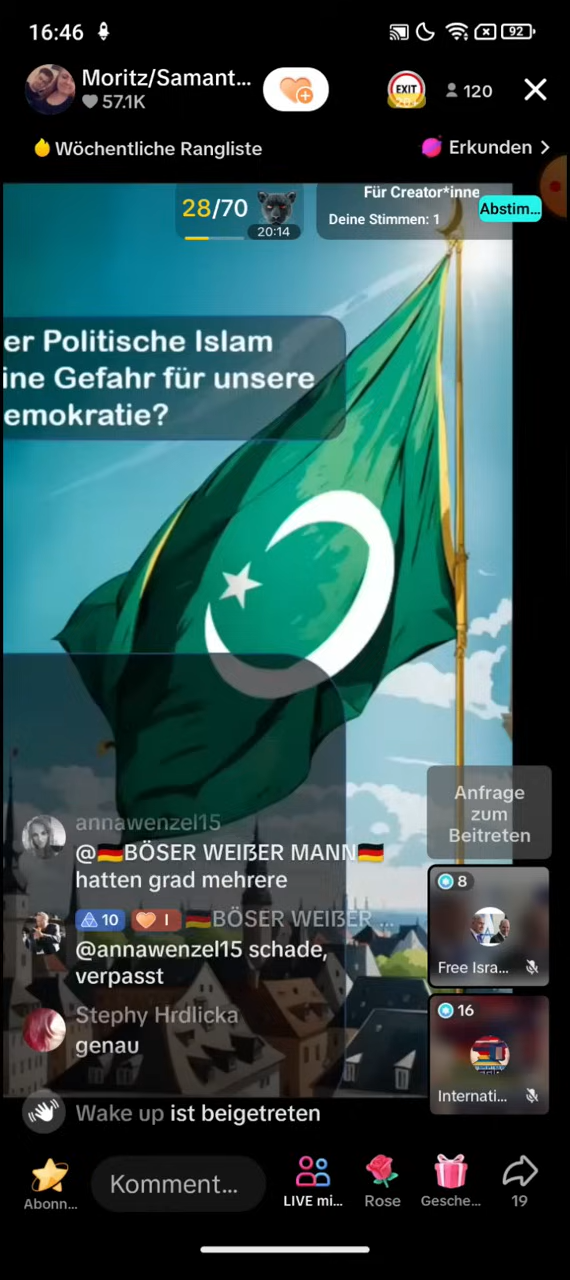 16:46
92
Moritz/Samant...
57.1K
EXIT
120
Wöchentliche Rangliste
Erkunden
28/70
20:14
Für Creator*inne
Deine Stimmen: 1
Abstim...
er Politische Islam
ine Gefahr für unsere
emokratie?
Anfrage
zum
Beitreten
annawenzel15
@🇩🇪BÖSER WEIẞER MANN🇩🇪
hatten grad mehrere
10
I
🇩🇪BÖSER WEIẞER ...
@annawenzel15 schade,
verpasst
Stephy Hrdlicka
genau
Wake up ist beigetreten
8
Free Isra...
16
Internati...
Abonn...
Komment...
LIVE mi...
Rose
Gesche...
19